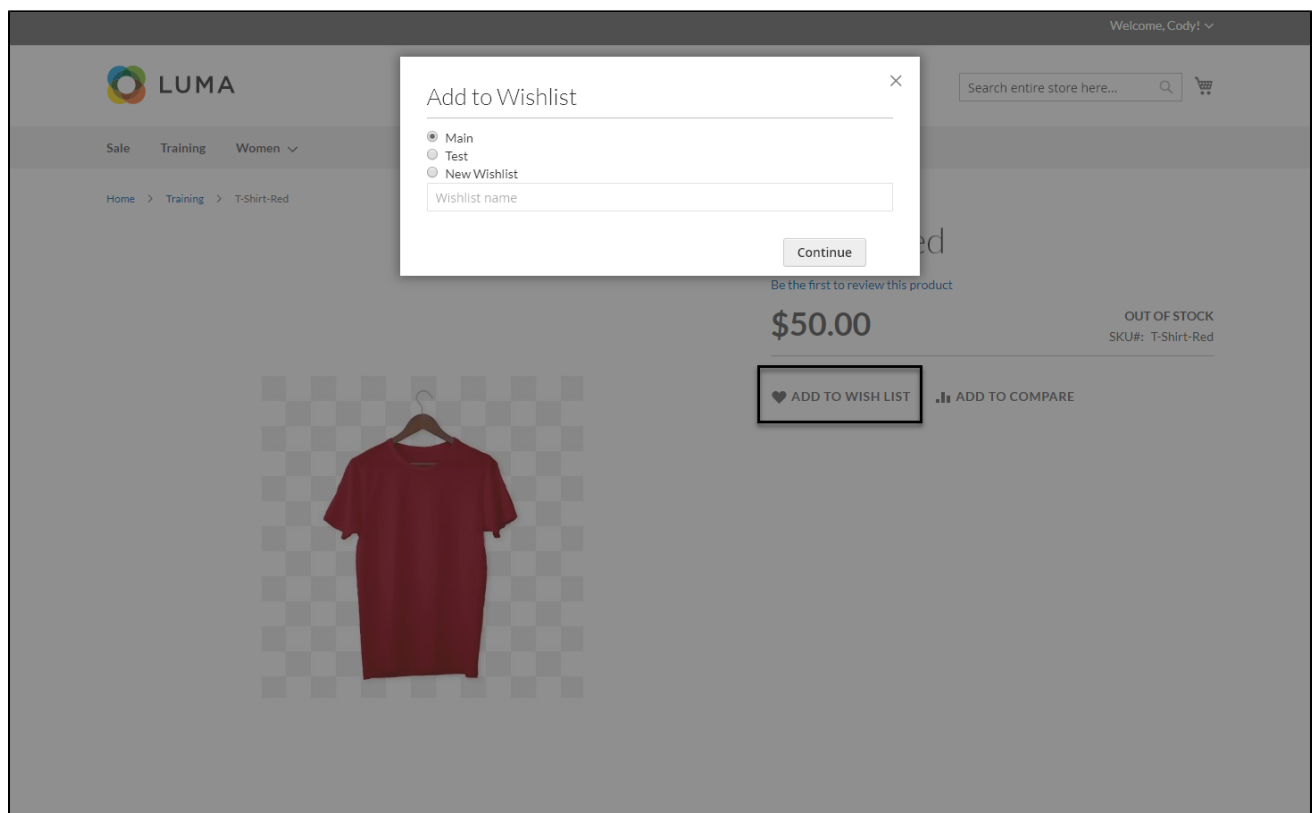 Welcome, Cody!
LUMA
Search entire store here...
Add to Wishlist
Main
Test
New Wishlist
Wishlist name
Continue
Sale Training Women
Home > Training > T-Shirt-Red
ed
Be the first to review this product
$50.00
OUT OF STOCK
SKU#: T-Shirt-Red
ADD TO WISH LIST
ADD TO COMPARE